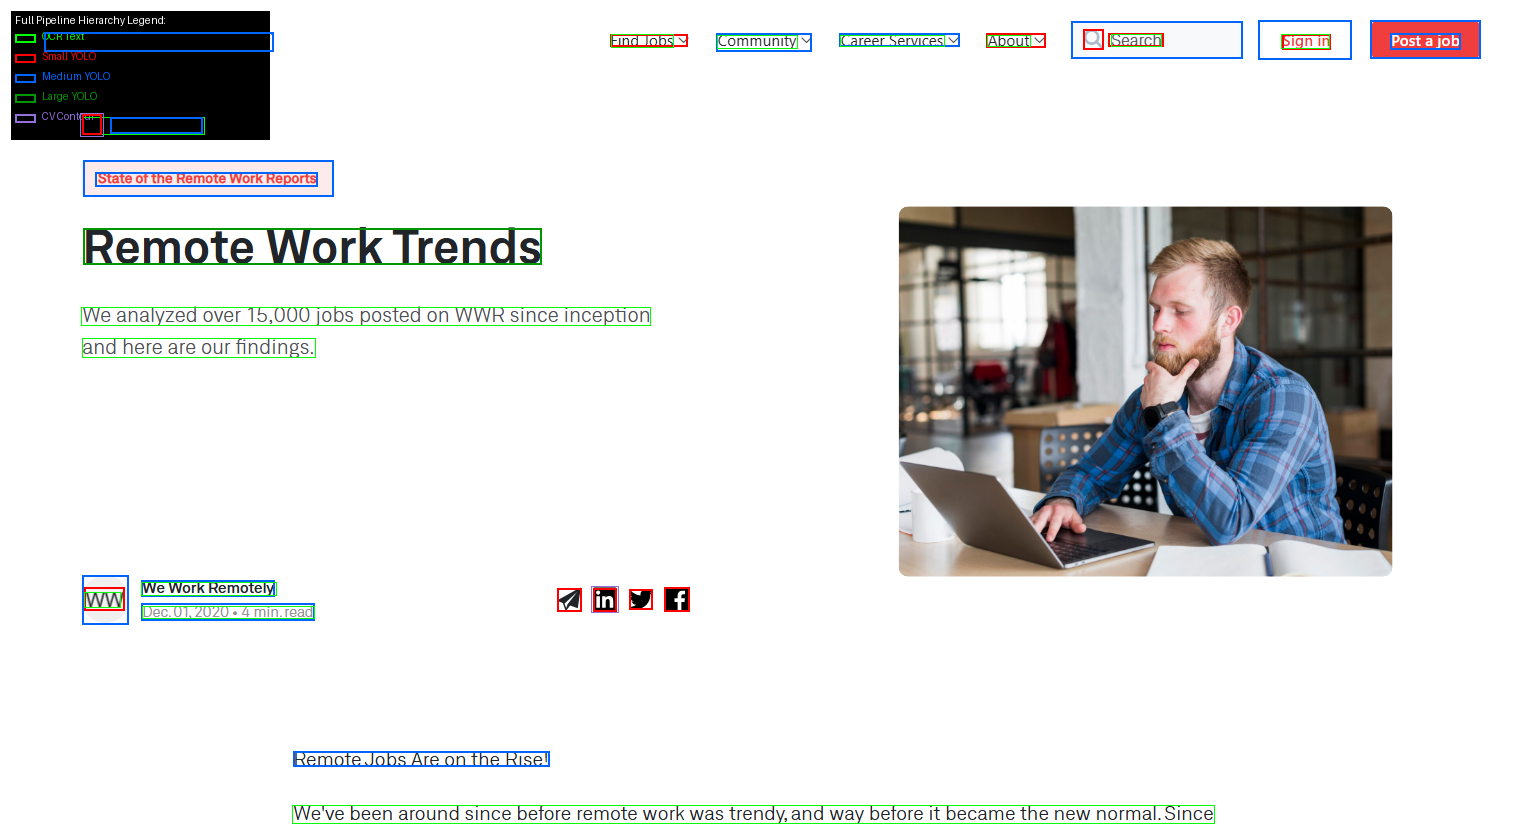 Full Pipeline Hierarchy Legend:
OCR Text
Small YOLO
Medium YOLO
Large YOLO
CV Contour
Find Jobs
Community
Career Services
About
Search
Sign in
Post a job
State of the Remote Work Reports
Remote Work Trends
We analyzed over 15,000 jobs posted on WWR since inception
and here are our findings.
WW
We Work Remotely
Dec. 01, 2020 • 4 min. read
in
Remote Jobs Are on the Rise!
We've been around since before remote work was trendy, and way before it became the new normal. Since